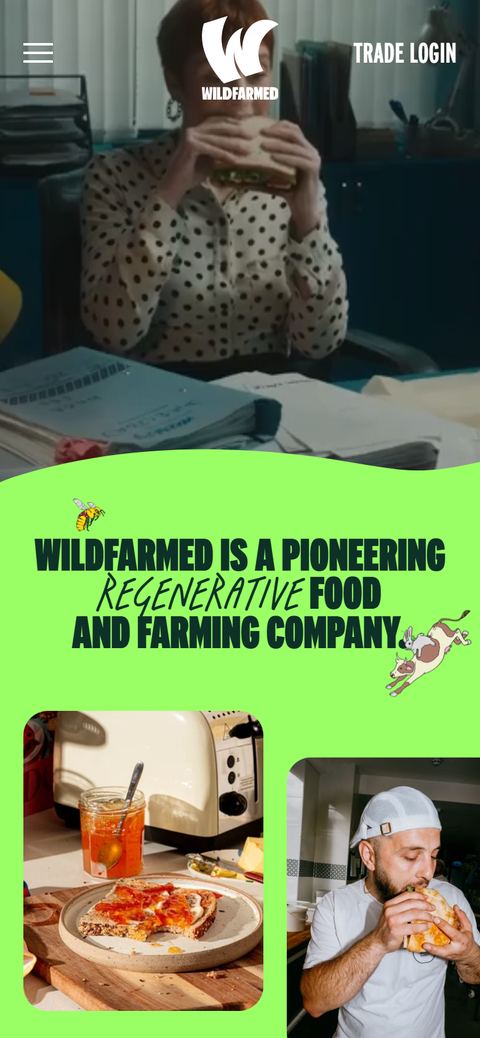 WILDFARMED
TRADE LOGIN
WILDFARMED IS A PIONEERING
REGENERATIVE FOOD
AND FARMING COMPANY